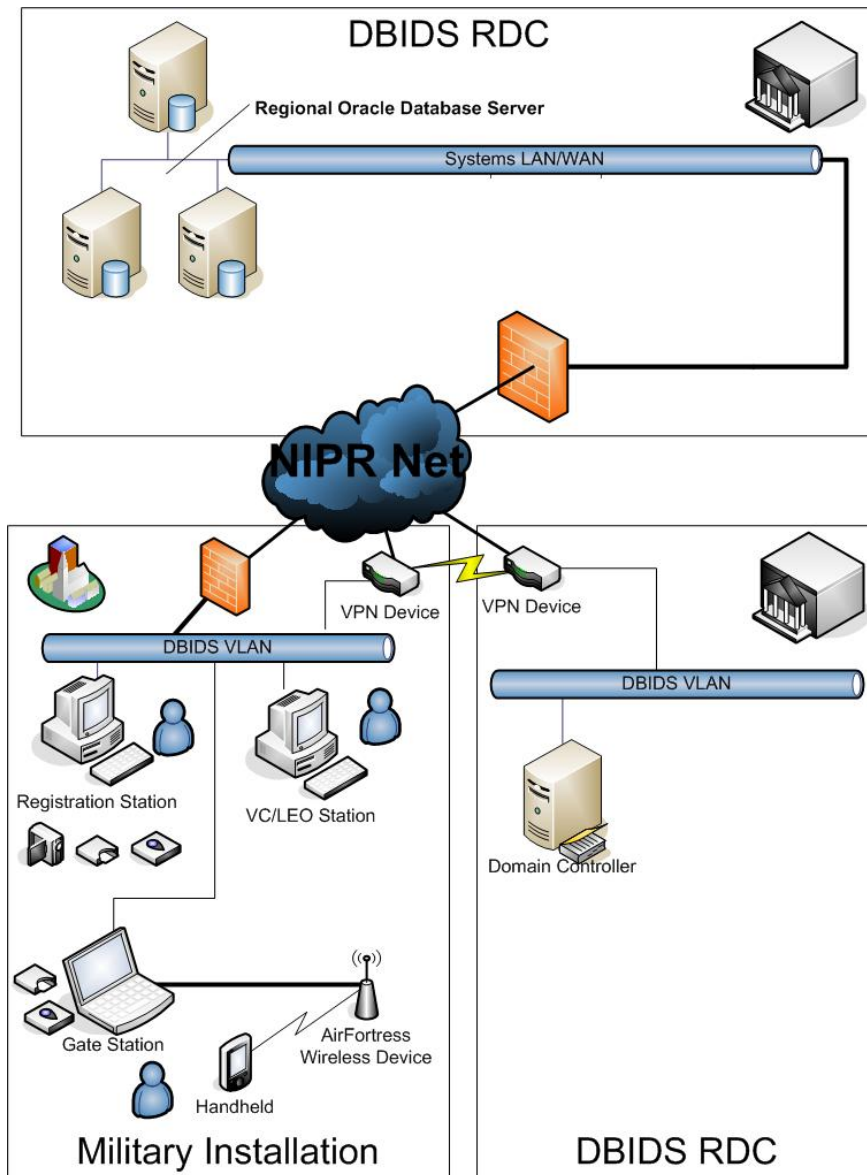 DBIDS RDC
Regional Oracle Database Server
Systems LAN/WAN
NIPR Net
VPN Device
VPN Device
DBIDS VLAN
DBIDS VLAN
Registration Station
VC/LEO Station
Domain Controller
Gate Station
AirFortress
Wireless Device
Handheld
Military Installation
DBIDS RDC